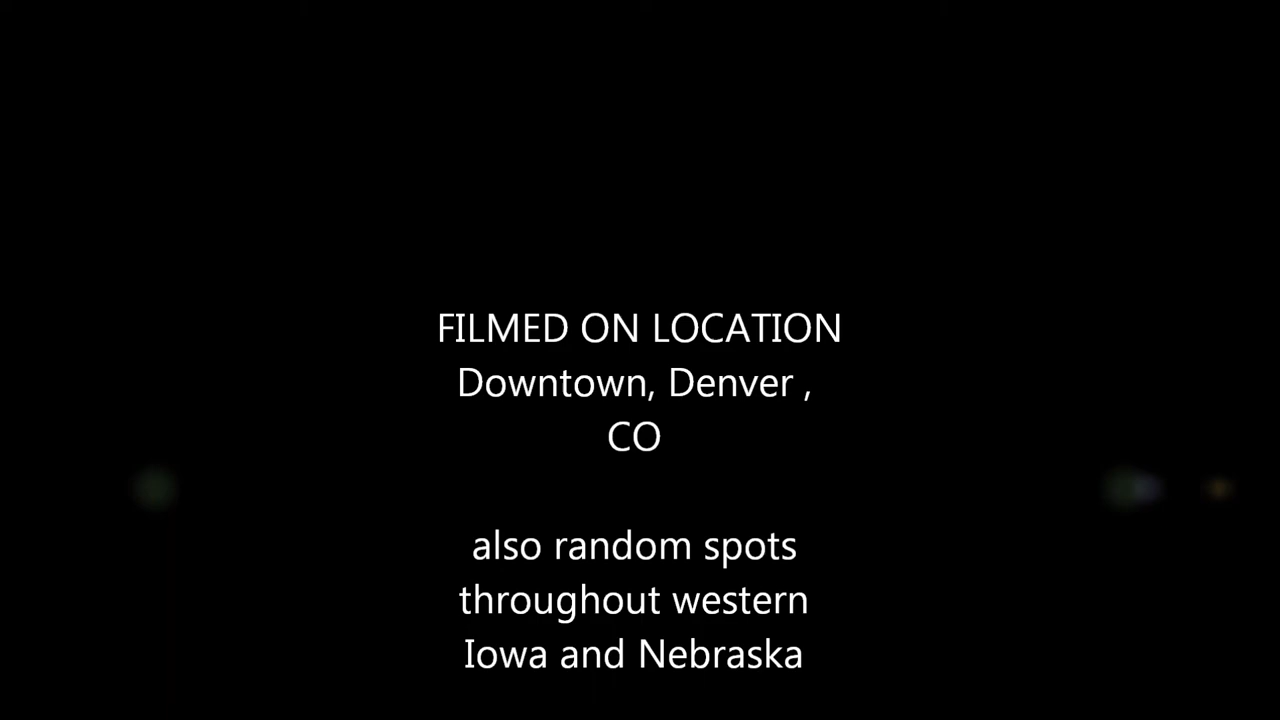 FILMED ON LOCATION
Downtown, Denver ,
CO
also random spots
throughout western
Iowa and Nebraska